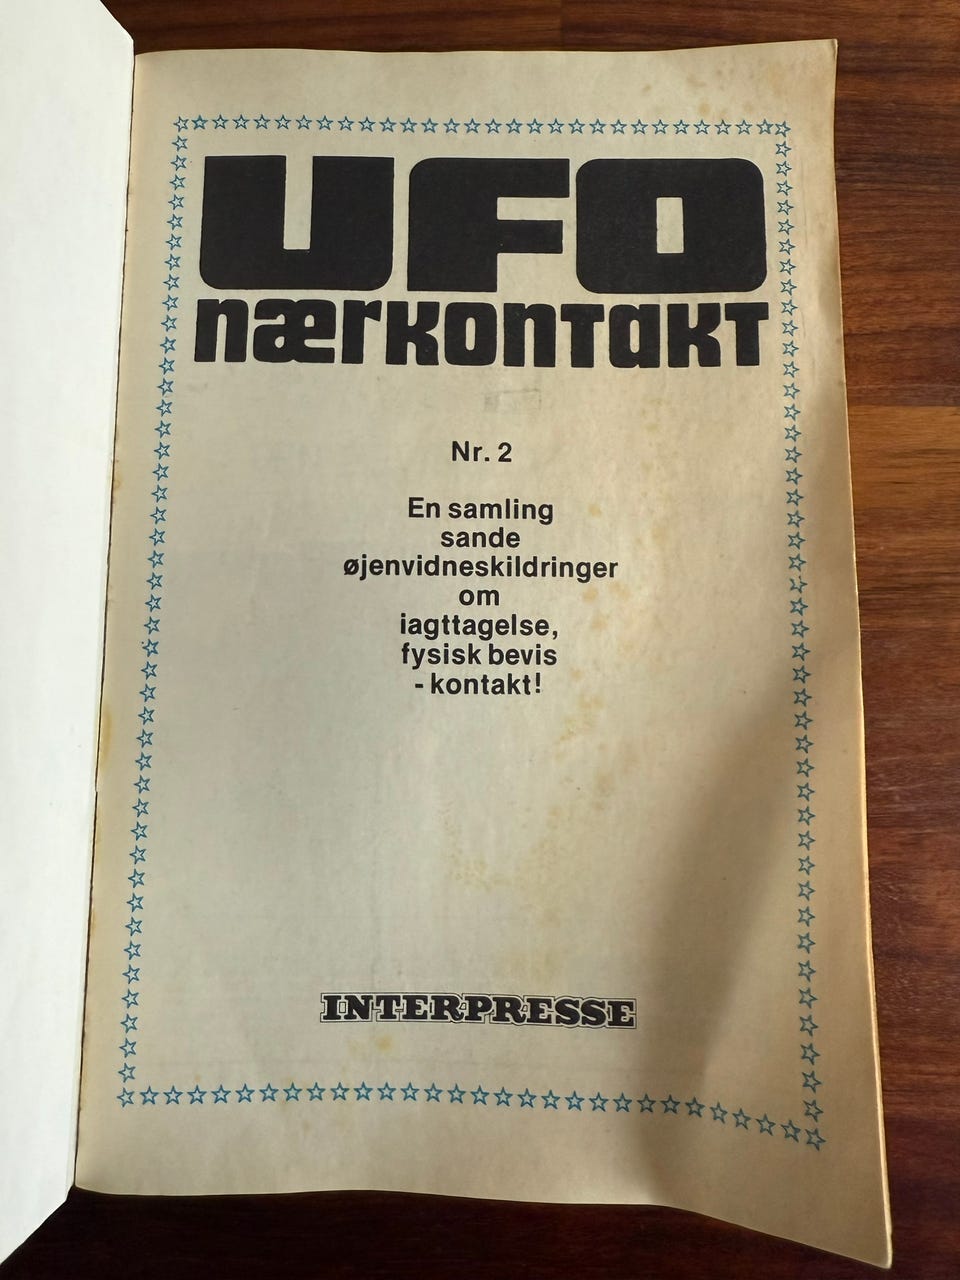 UFO
nærkontakt
Nr. 2
En samling
sande
øjenvidneskildringer
om
iagttagelse,
fysisk bevis
- kontakt!
INTERPRESSE